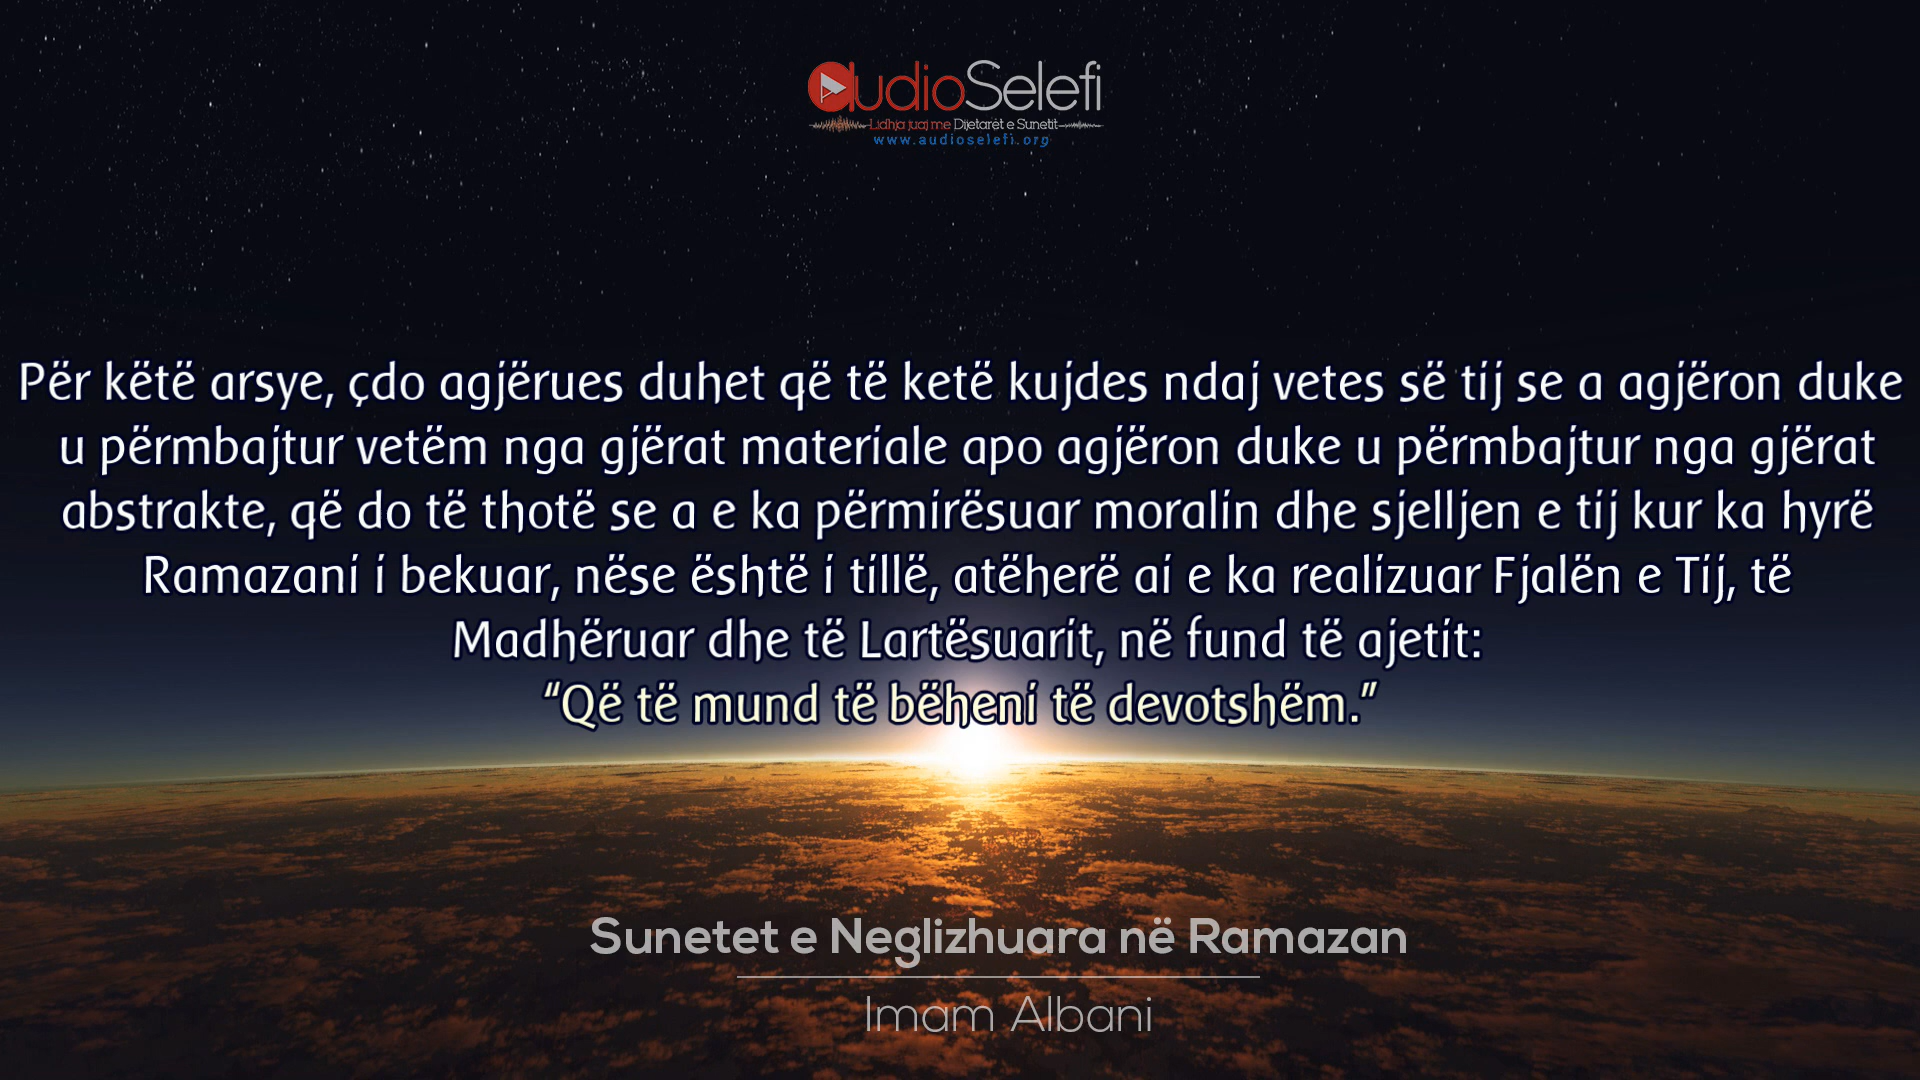 audioSelefi
Lidhja juaj me Dijetarët e Sunetit
www.audioselefi.org
Për këtë arsye, çdo agjërues duhet që të ketë kujdes ndaj vetes së tij se a agjëron duke
u përmbajtur vetëm nga gjërat materiale apo agjëron duke u përmbajtur nga gjërat
abstrakte, që do të thotë se a e ka përmirësuar moralin dhe sjelljen e tij kur ka hyrë
Ramazani i bekuar, nëse është i tillë, atëherë ai e ka realizuar Fjalën e Tij, të
Madhëruar dhe të Lartësuarit, në fund të ajetit:
“Që të mund të bëheni të devotshëm.”
Sunetet e Neglizhuara në Ramazan
Imam Albani